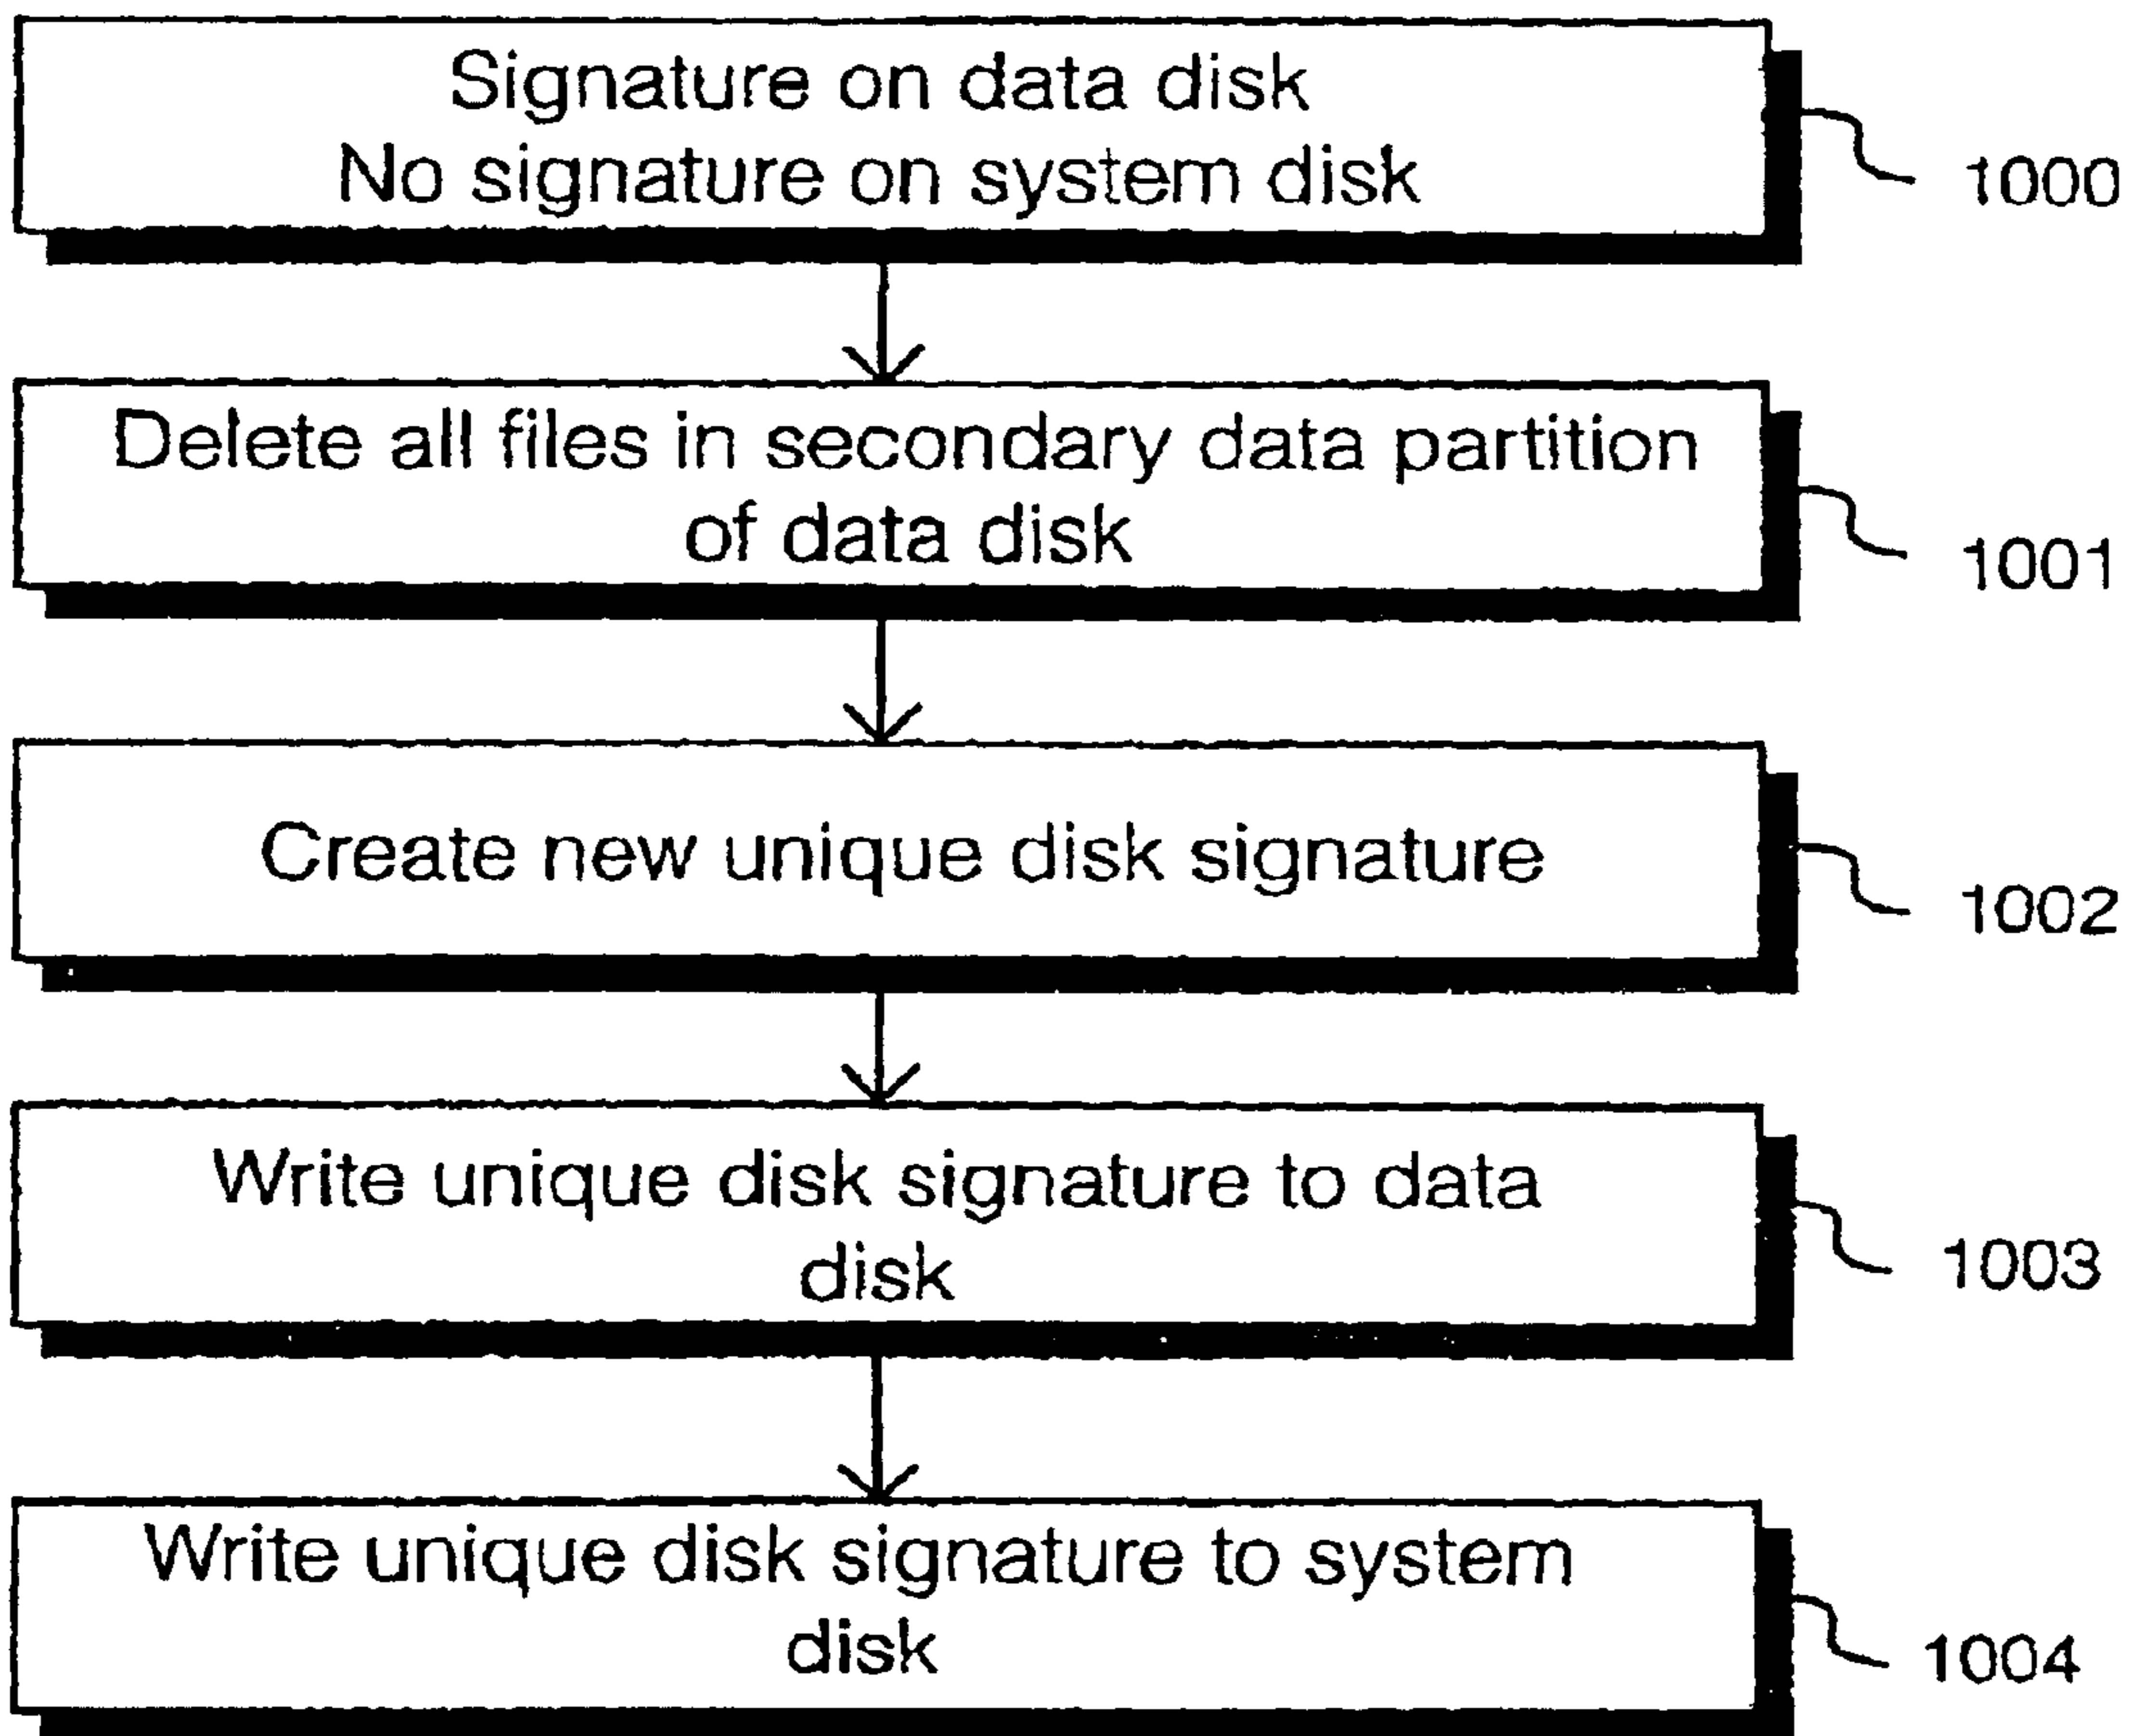 Signature on data disk
No signature on system disk
1000
Delete all files in secondary data partition
of data disk
1001
Create new unique disk signature
1002
Write unique disk signature to data
disk
1003
Write unique disk signature to system
disk
1004